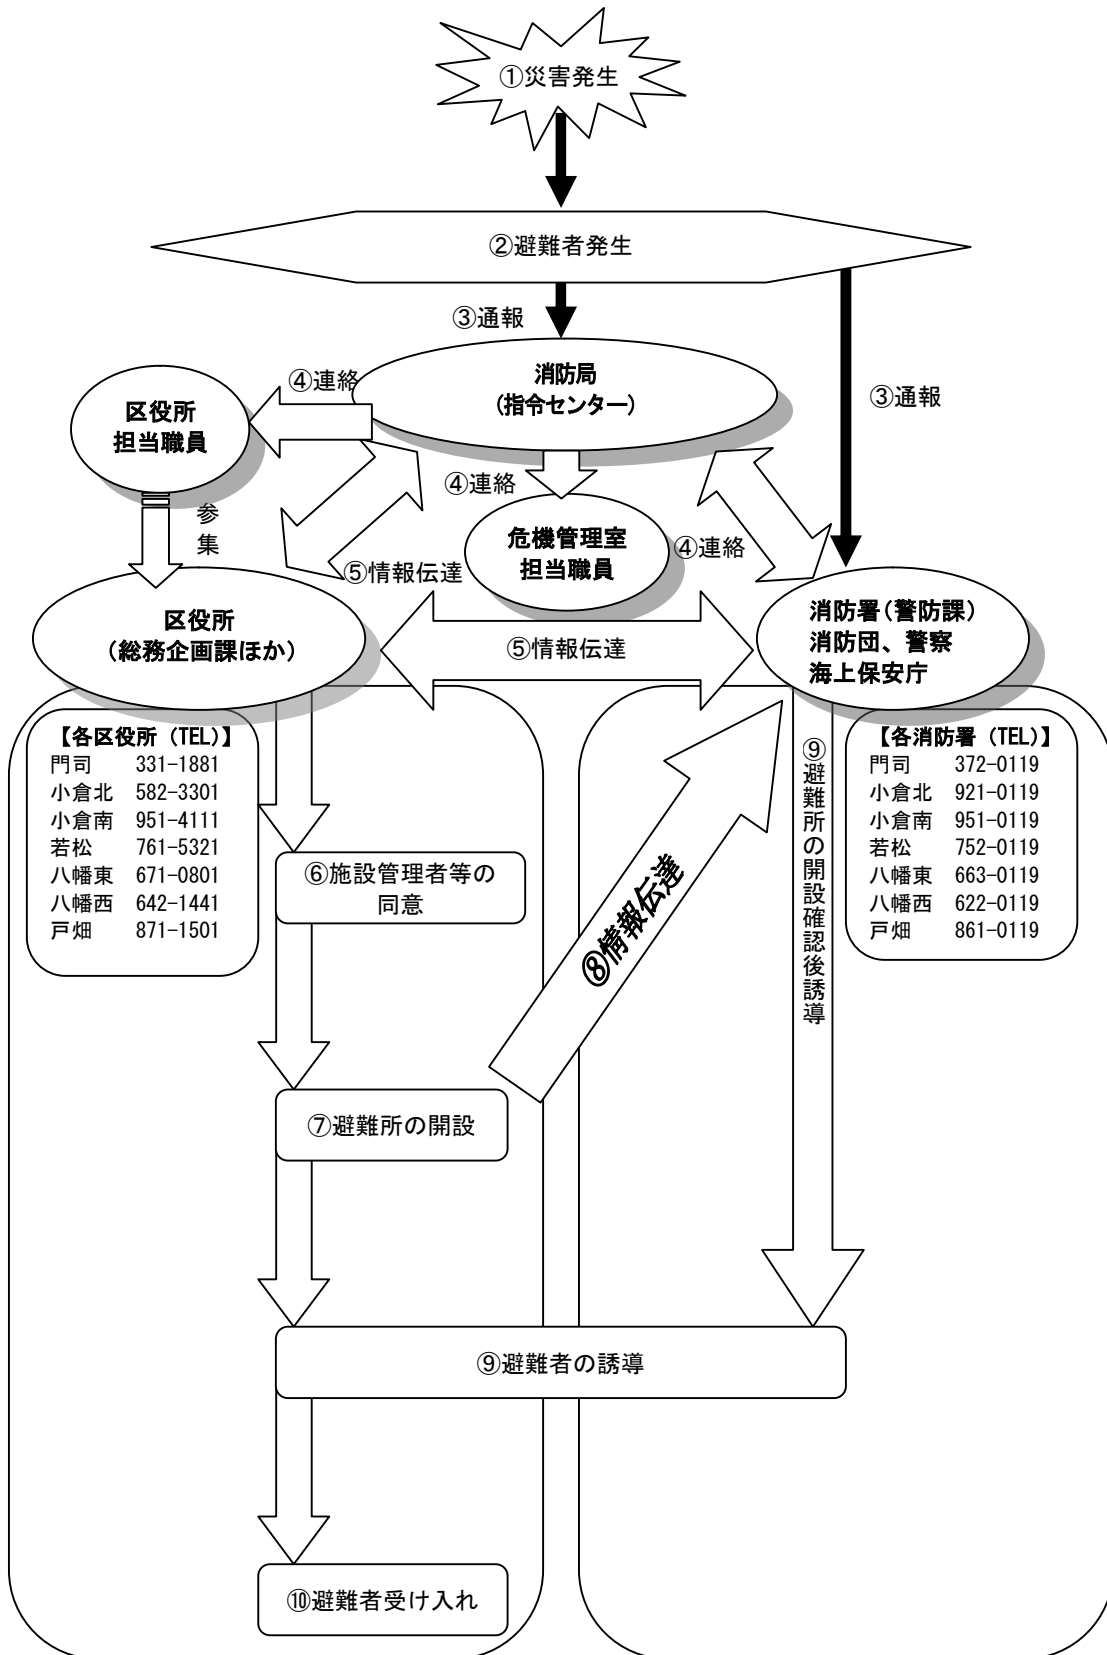 ①災害発生
②避難者発生
③通報
③通報
消防局
（指令センター）
④連絡
区役所
担当職員
④連絡
参
集
危機管理室
担当職員
④連絡
⑤情報伝達
区役所
（総務企画課ほか）
⑤情報伝達
消防署（警防課）
消防団、警察
海上保安庁
【各区役所（TEL）】
門司　331-1881
小倉北　582-3301
小倉南　951-4111
若松　761-5321
八幡東　671-0801
八幡西　642-1441
戸畑　871-1501
【各消防署（TEL）】
門司　372-0119
小倉北　921-0119
小倉南　951-0119
若松　752-0119
八幡東　663-0119
八幡西　622-0119
戸畑　861-0119
⑥施設管理者等の
同意
⑧情報伝達
⑨避難所の開設確認後誘導
⑦避難所の開設
⑨避難者の誘導
⑩避難者受け入れ